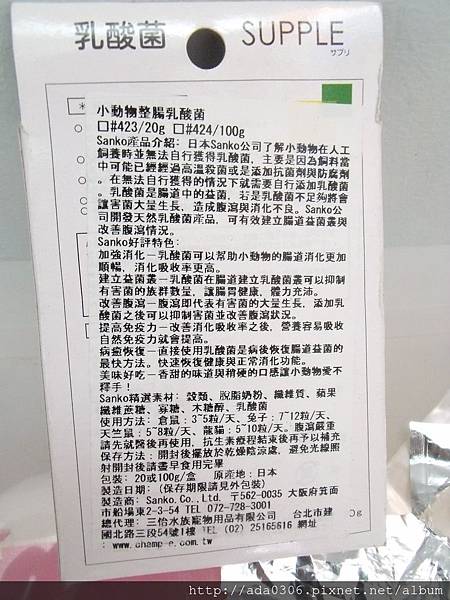 乳酸菌 SUPPLE
サプリ
小動物整腸乳酸菌
□#423/20g □#424/100g
Sanko產品介紹: 日本Sanko公司了解小動物在人工
飼養時並無法自行獲得乳酸菌, 主要是因為飼料當
中可能已經經過高溫殺菌或是添加抗菌劑與防腐劑
. 在無法自行獲得的情況下就需要自行添加乳酸菌
. 乳酸菌是腸道中的益菌, 若是乳酸菌不足夠將會
讓害菌大量生長, 造成腹瀉與消化不良。Sanko公
司開發天然乳酸菌產品, 可有效建立腸道益菌叢與
改善腹瀉情況。
Sanko好評特色:
加強消化－乳酸菌可以幫助小動物的腸道消化更加
順暢, 消化吸收率更高。
建立益菌叢－乳酸菌在腸道建立乳酸菌叢可以抑制
有害菌的族群數量, 讓腸胃健康, 體力充沛。
改善腹瀉－腹瀉即代表有害菌的大量生長, 添加乳
酸菌之後可以抑制害菌並改善腹瀉狀況。
提高免疫力－改善消化吸收率之後, 營養容易吸收
自然免疫力就會提高。
病癒恢復－直接使用乳酸菌是病後恢復腸道益菌的
最快方法。快速恢復健康與正常消化功能。
美味好吃－香甜的味道與稍硬的口感讓小動物愛不
釋手！
Sanko精選素材: 穀類、脫脂奶粉、纖維質、蘋果
纖維蔗糖、寡糖、木糖醇、乳酸菌
使用方法: 倉鼠：3~5粒/天、兔子：7~12粒/天、
天竺鼠：5~8粒/天、龍貓：5~10粒/天。腹瀉嚴重
請先就醫後再使用, 抗生素療程結束後再予以補充
保存方法: 開封後擺放於乾燥陰涼處, 避免光線照
射開封後請盡早食用完畢
包裝: 20或100g/盒 原產地: 日本
製造日期: (保存期限請見外包裝)
製造商: Sanko.Co.,Ltd. 〒562-0035 大阪府箕面
市船場東2-3-54 TEL 072-728-3001
總代理: 三怡水族寵物用品有限公司 台北市建
國北路三段54號1樓 TEL (02) 25165616 網址
: www.champ-e.com.tw
http://ada0306.pixnet.net/album